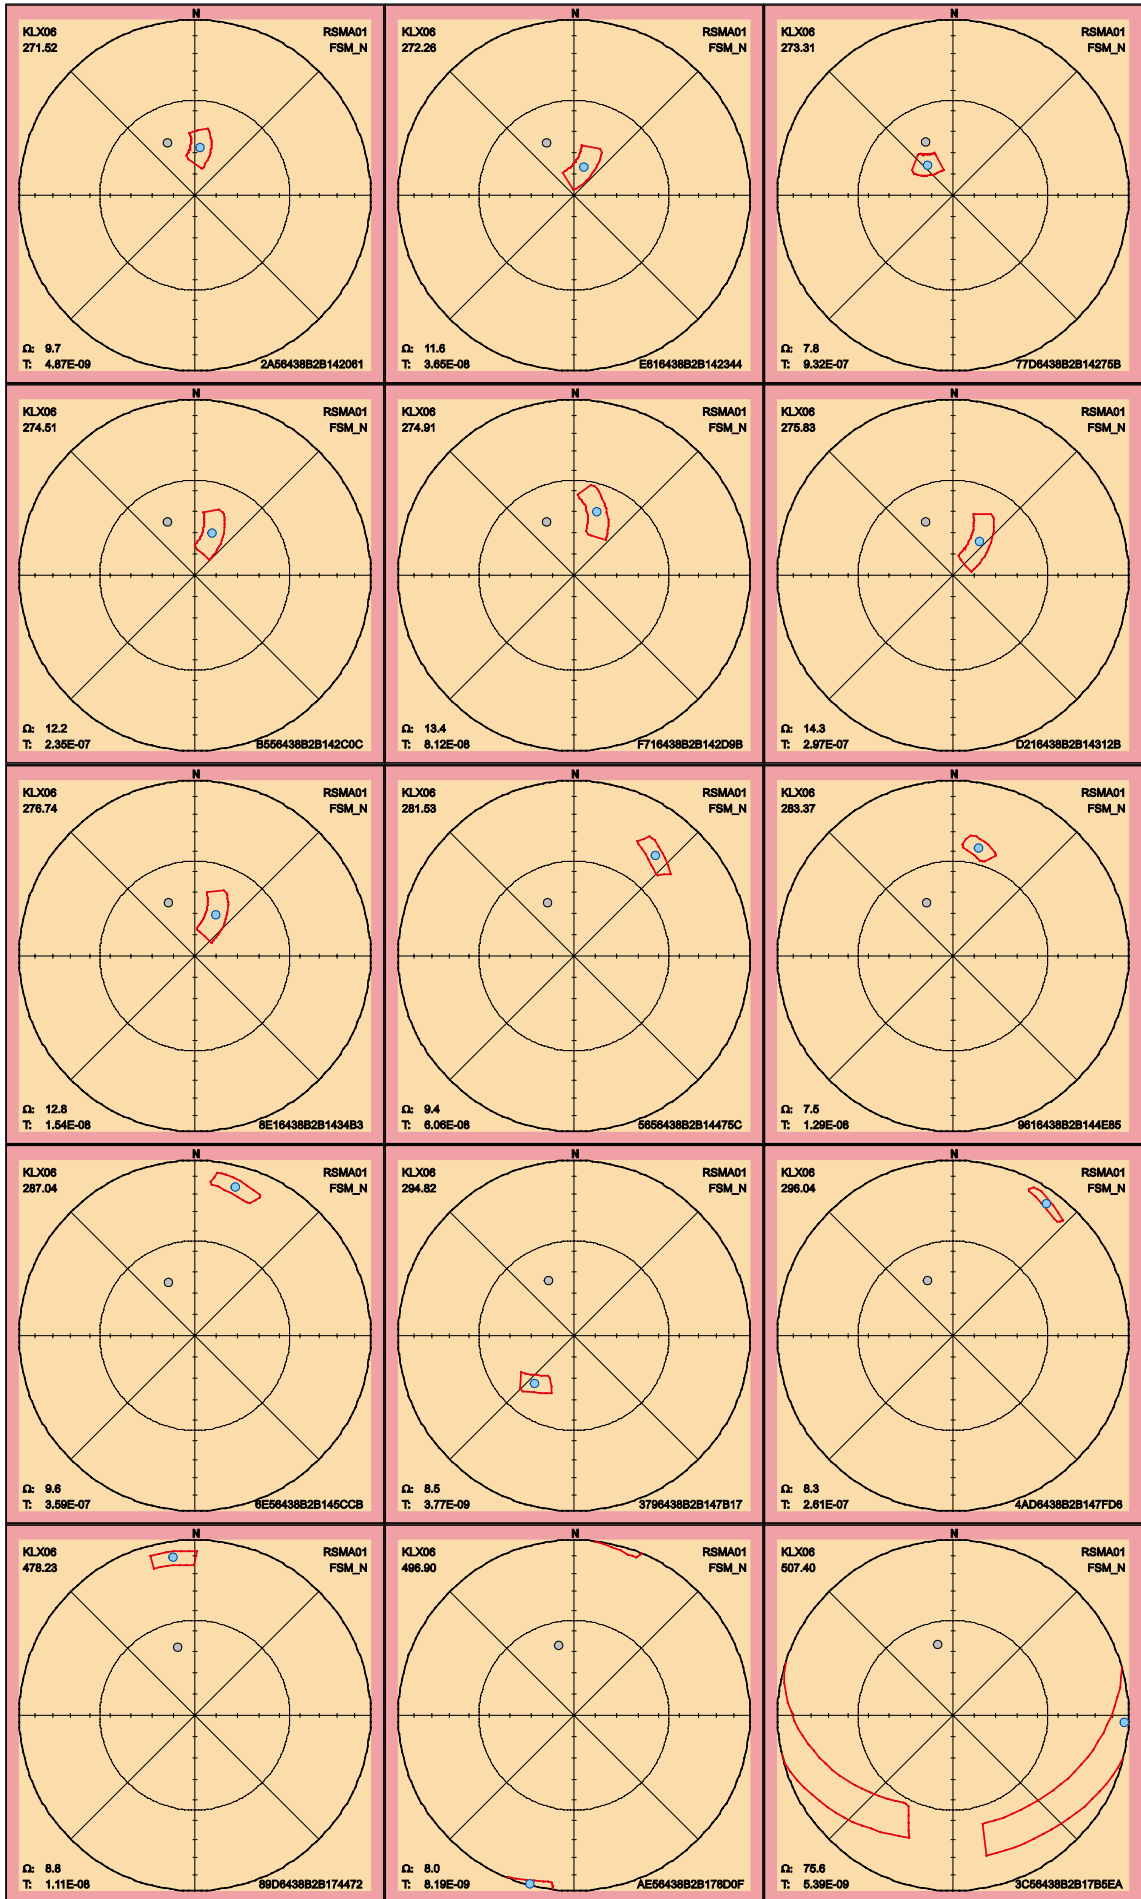 N
KLX06 RSMA01
271.52 FSM_N
Ω: 9.7
T: 4.87E-09 2A56438B2B142061
N
KLX06 RSMA01
272.26 FSM_N
Ω: 11.6
T: 3.65E-08 E616438B2B142344
N
KLX06 RSMA01
273.31 FSM_N
Ω: 7.8
T: 9.32E-07 77D6438B2B14275B
N
KLX06 RSMA01
274.51 FSM_N
Ω: 12.2
T: 2.35E-07 B556438B2B142C0C
N
KLX06 RSMA01
274.91 FSM_N
Ω: 13.4
T: 8.12E-08 F716438B2B142D9B
N
KLX06 RSMA01
275.83 FSM_N
Ω: 14.3
T: 2.97E-07 D216438B2B14312B
N
KLX06 RSMA01
276.74 FSM_N
Ω: 12.8
T: 1.54E-08 8E16438B2B1434B3
N
KLX06 RSMA01
281.53 FSM_N
Ω: 9.4
T: 6.06E-08 5656438B2B14475C
N
KLX06 RSMA01
283.37 FSM_N
Ω: 7.5
T: 1.29E-08 9616438B2B144E85
N
KLX06 RSMA01
287.04 FSM_N
Ω: 9.6
T: 3.59E-07 6E56438B2B145CCB
N
KLX06 RSMA01
294.82 FSM_N
Ω: 8.5
T: 3.77E-09 3796438B2B147B17
N
KLX06 RSMA01
296.04 FSM_N
Ω: 8.3
T: 2.61E-07 4AD6438B2B147FD6
N
KLX06 RSMA01
478.23 FSM_N
Ω: 8.8
T: 1.11E-08 89D6438B2B174472
N
KLX06 RSMA01
496.90 FSM_N
Ω: 8.0
T: 8.19E-09 AE56438B2B178D0F
N
KLX06 RSMA01
507.40 FSM_N
Ω: 75.6
T: 5.39E-09 3C56438B2B17B5EA